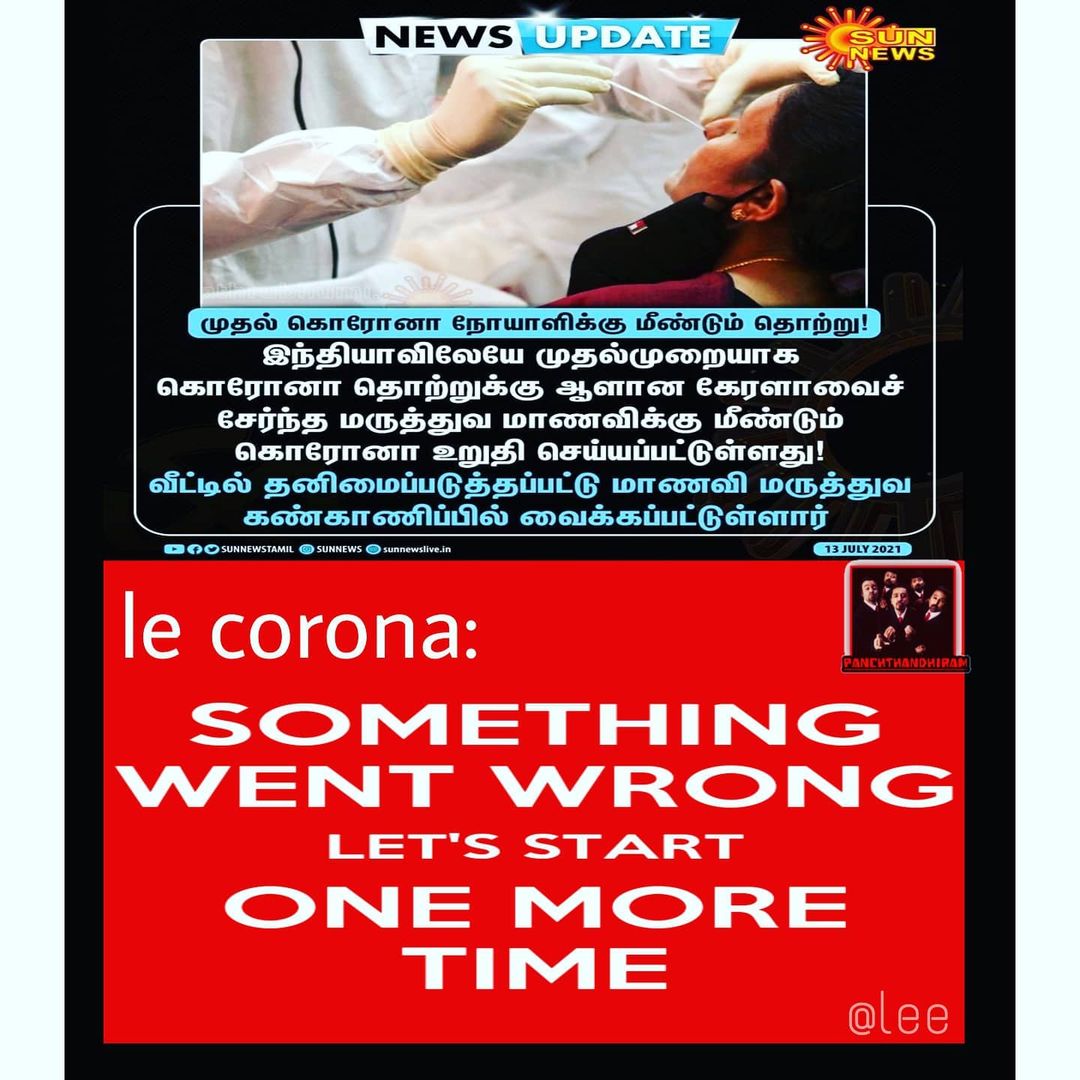 NEWS UPDATE
SUN
NEWS
முதல் கொரோனா நோயாளிக்கு மீண்டும் தொற்று!
இந்தியாவிலேயே முதல்முறையாக
கொரோனா தொற்றுக்கு ஆளான கேரளாவைச்
சேர்ந்த மருத்துவ மாணவிக்கு மீண்டும்
கொரோனா உறுதி செய்யப்பட்டுள்ளது!
வீட்டில் தனிமைப்படுத்தப்பட்டு மாணவி மருத்துவ
கண்காணிப்பில் வைக்கப்பட்டுள்ளார்
SUNNEWSTAMIL SUNNEWS sunnewslive.in
13 JULY 2021
le corona:
PANCHTHANDHIRAM
SOMETHING
WENT WRONG
LET'S START
ONE MORE
TIME
@lee